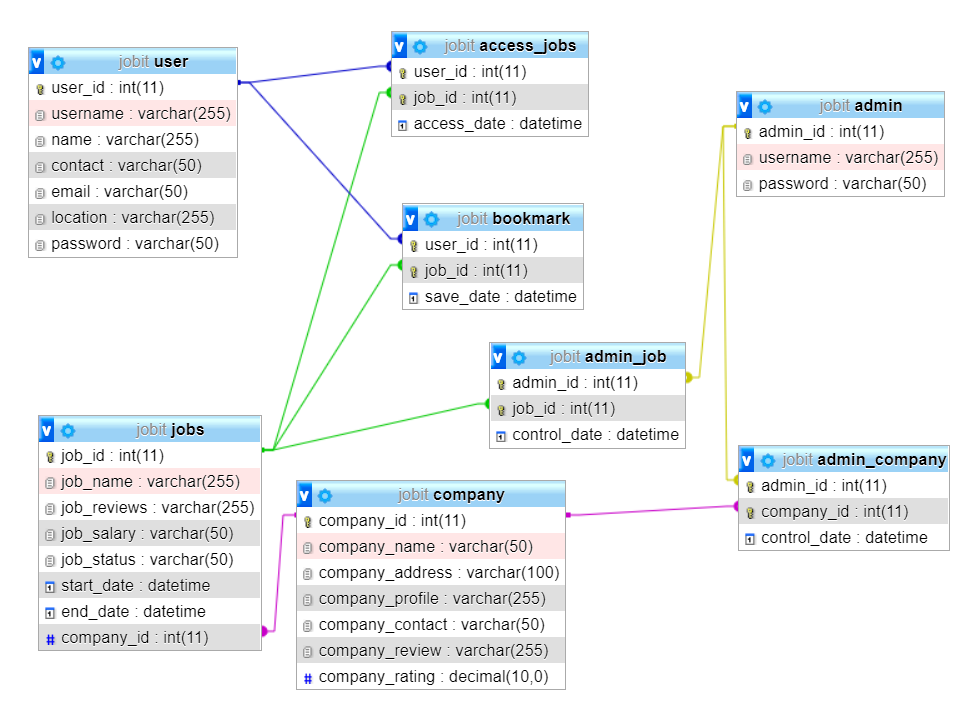 jobit user
user_id : int(11)
username : varchar(255)
name : varchar(255)
contact : varchar(50)
email : varchar(50)
location : varchar(255)
password : varchar(50)
jobit access_jobs
user_id : int(11)
job_id : int(11)
access_date : datetime
jobit admin
admin_id : int(11)
username : varchar(255)
password : varchar(50)
jobit bookmark
user_id : int(11)
job_id : int(11)
save_date : datetime
jobit admin_job
admin_id : int(11)
job_id : int(11)
control_date : datetime
jobit jobs
job_id : int(11)
job_name : varchar(255)
job_reviews : varchar(255)
job_salary : varchar(50)
job_status : varchar(50)
start_date : datetime
end_date : datetime
# company_id : int(11)
jobit company
company_id : int(11)
company_name : varchar(50)
company_address : varchar(100)
company_profile : varchar(255)
company_contact : varchar(50)
company_review : varchar(255)
# company_rating : decimal(10,0)
jobit admin_company
admin_id : int(11)
company_id : int(11)
control_date : datetime